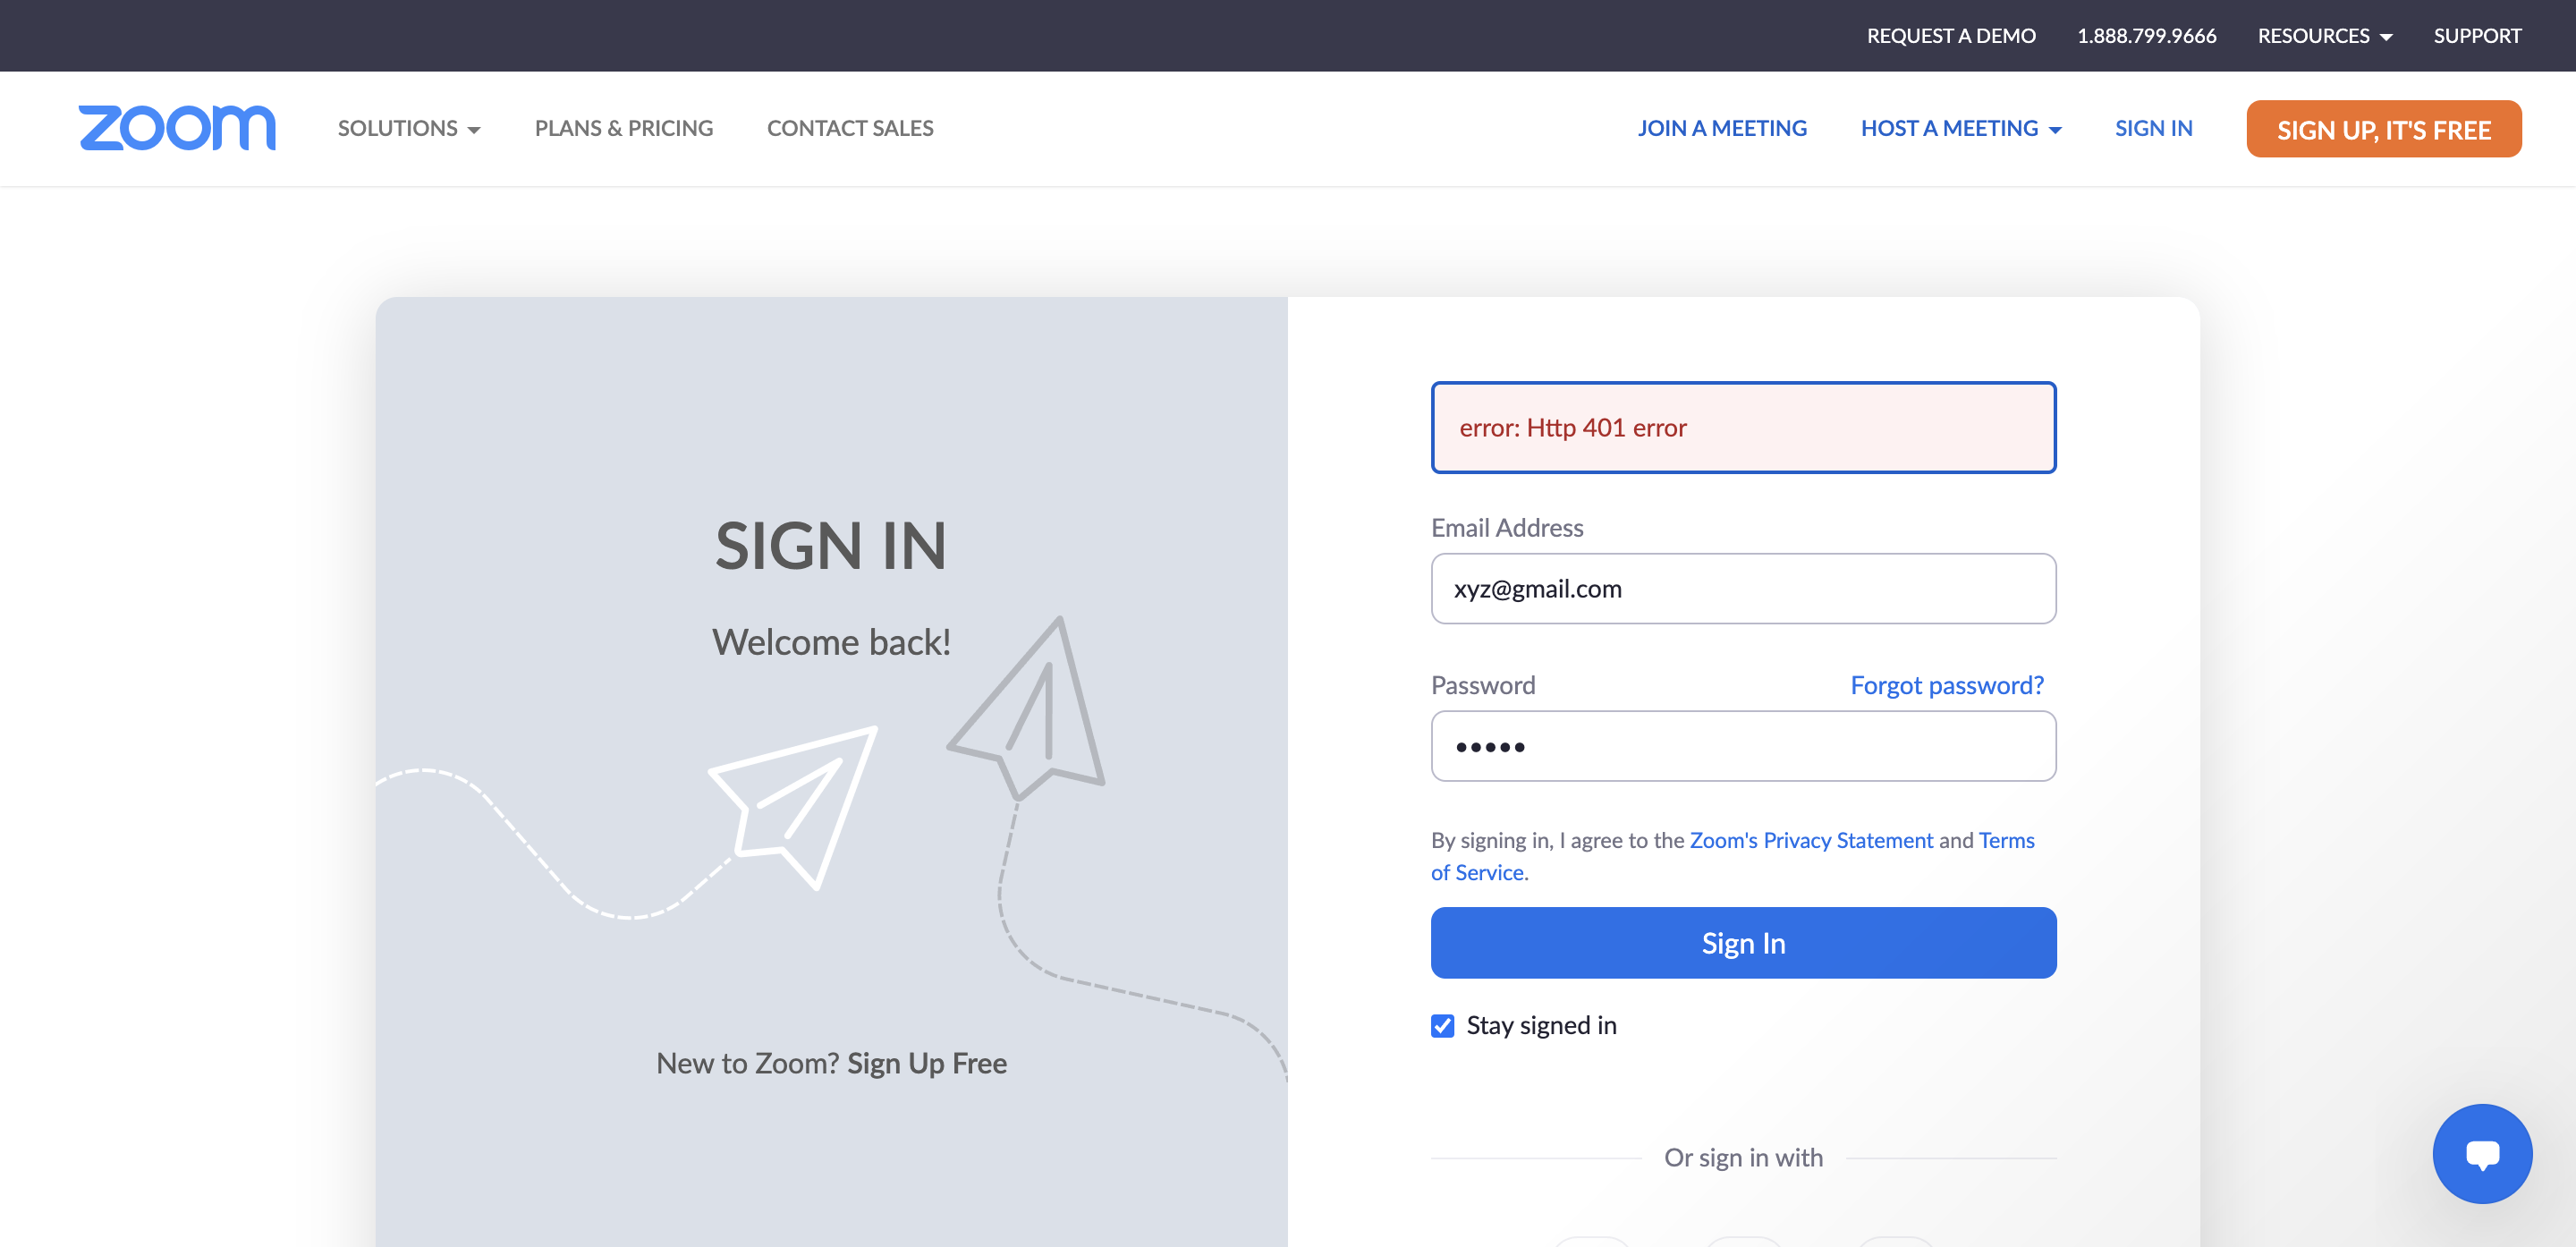 REQUEST A DEMO 1.888.799.9666 RESOURCES SUPPORT
zoom SOLUTIONS PLANS & PRICING CONTACT SALES JOIN A MEETING HOST A MEETING SIGN IN SIGN UP, IT'S FREE
SIGN IN
Welcome back!
New to Zoom? Sign Up Free
error: Http 401 error
Email Address
xyz@gmail.com
Password Forgot password?
•••••
By signing in, I agree to the Zoom's Privacy Statement and Terms
of Service.
Sign In
Stay signed in
Or sign in with